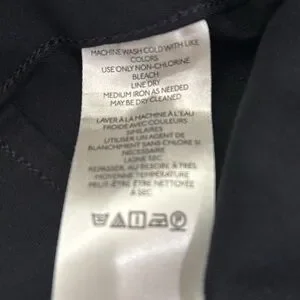 MACHINE WASH COLD WITH LIKE
COLORS
USE ONLY NON-CHLORINE
BLEACH
LINE DRY
MEDIUM IRON AS NEEDED
MAY BE DRY CLEANED
LAVER À LA MACHINE À L'EAU
FROIDE AVEC COULEURS
SIMILAIRES
UTILISER UN AGENT DE
BLANCHIMENT SANS CHLORE SI
NÉCESSAIRE
LIGNE SEC
REPASSER, AU BESOIN À FRES
MOYENNE
PEUT-ÊTRE ÊTRE NETTOYÉE
À SEC